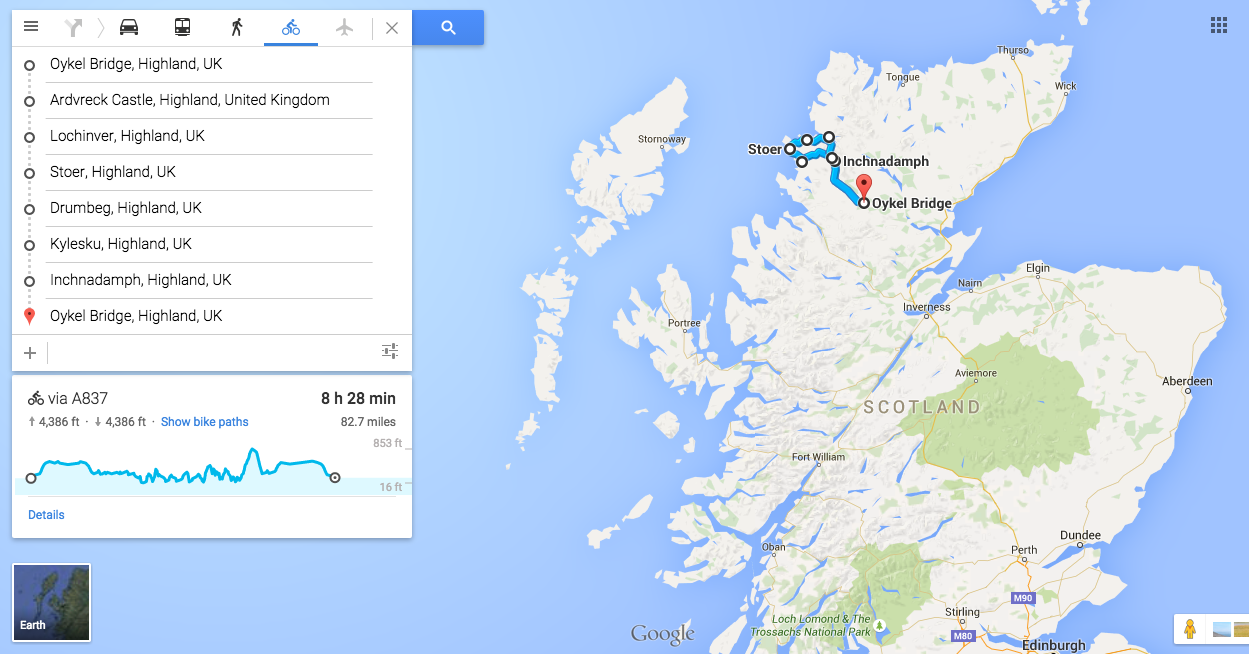 Oykel Bridge, Highland, UK
Ardvreck Castle, Highland, United Kingdom
Lochinver, Highland, UK
Stoer, Highland, UK
Drumbeg, Highland, UK
Kylesku, Highland, UK
Inchnadamph, Highland, UK
Oykel Bridge, Highland, UK
via A837 8 h 28 min
4,386 ft · 4,386 ft · Show bike paths 82.7 miles
853 ft
16 ft
Details
Earth
Thurso
Tongue
Wick
Stornoway
Stoer
Inchnadamph
Oykel Bridge
Elgin
Nairn
Inverness
Portree
Aviemore
Aberdeen
SCOTLAND
Fort William
Dundee
Oban
Perth
M90
Stirling
Loch Lomond & The
Trossachs National Park
M80
Edinburgh
Google